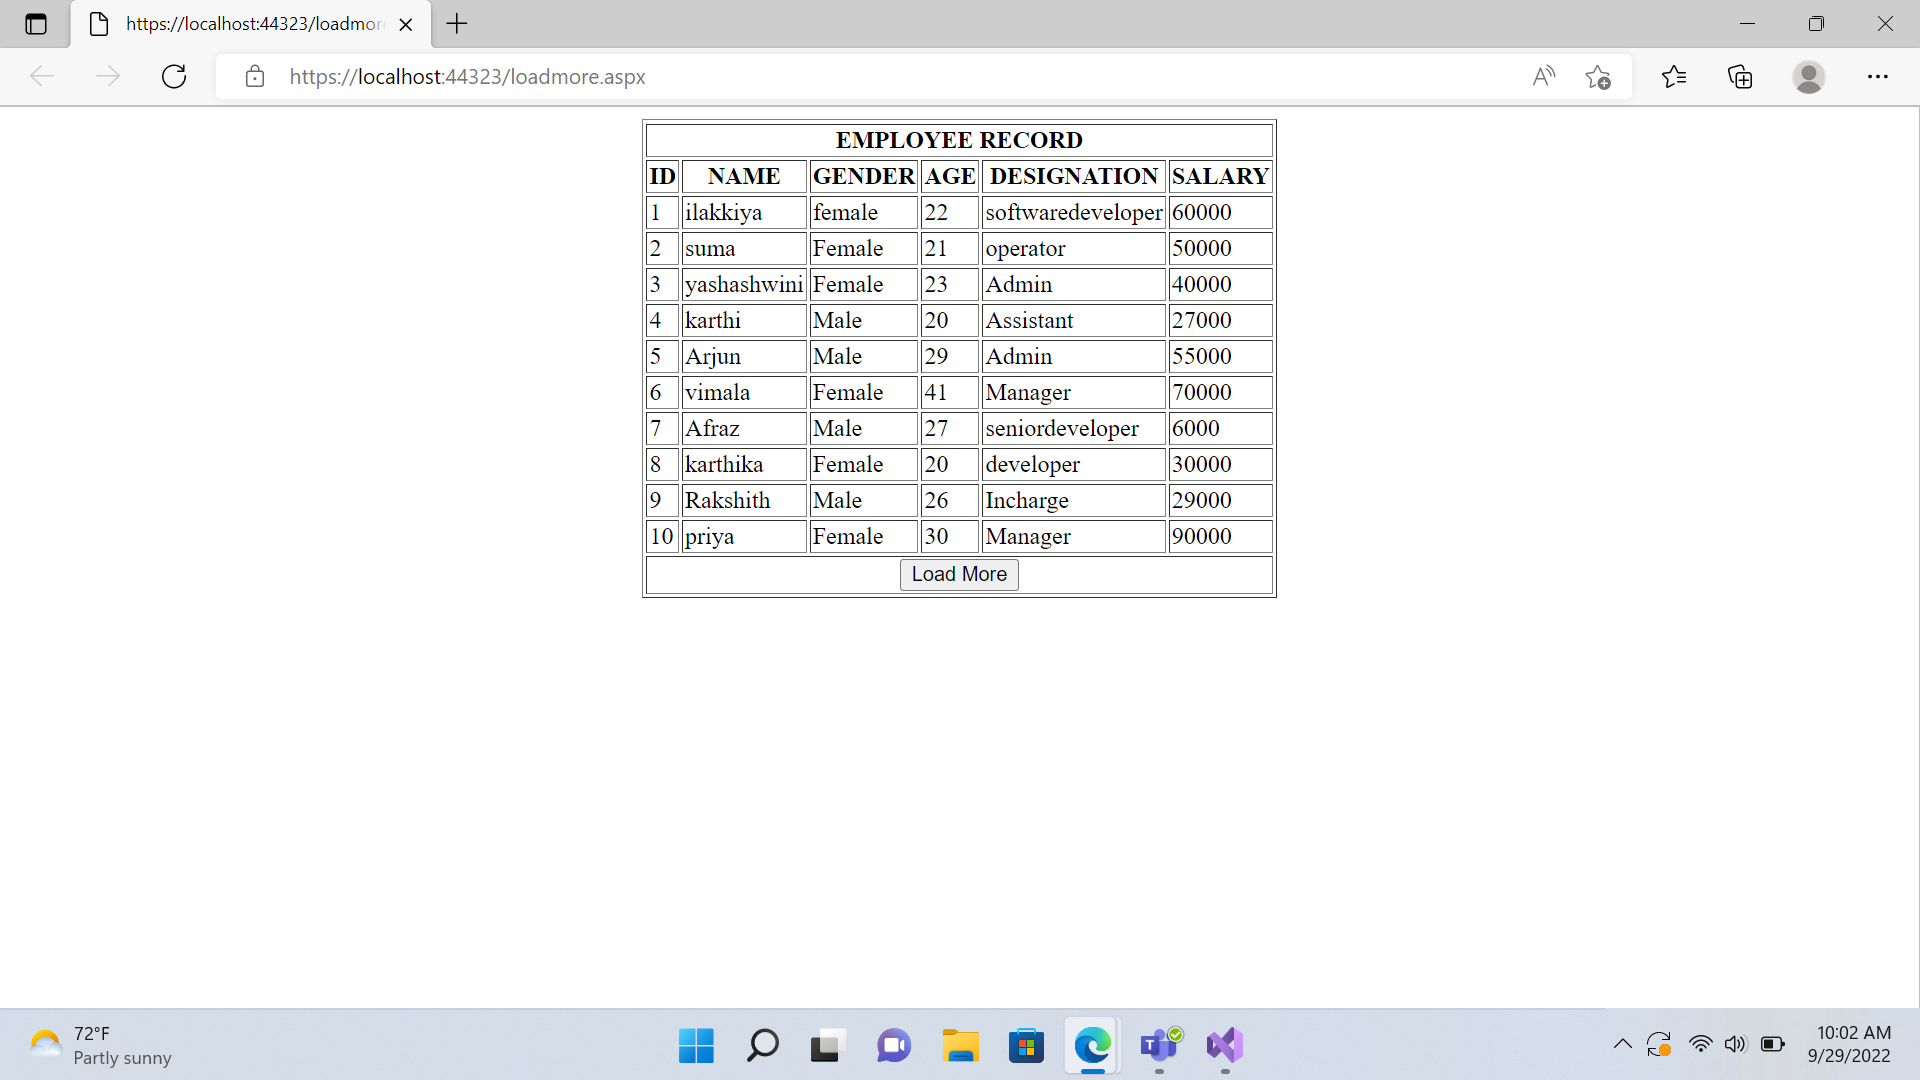 https://localhost:44323/loadmor
https://localhost:44323/loadmore.aspx
EMPLOYEE RECORD
ID NAME GENDER AGE DESIGNATION SALARY
1 ilakkiya female 22 softwaredeveloper 60000
2 suma Female 21 operator 50000
3 yashashwini Female 23 Admin 40000
4 karthi Male 20 Assistant 27000
5 Arjun Male 29 Admin 55000
6 vimala Female 41 Manager 70000
7 Afraz Male 27 seniordeveloper 6000
8 karthika Female 20 developer 30000
9 Rakshith Male 26 Incharge 29000
10 priya Female 30 Manager 90000
Load More
72°F
Partly sunny
10:02 AM
9/29/2022